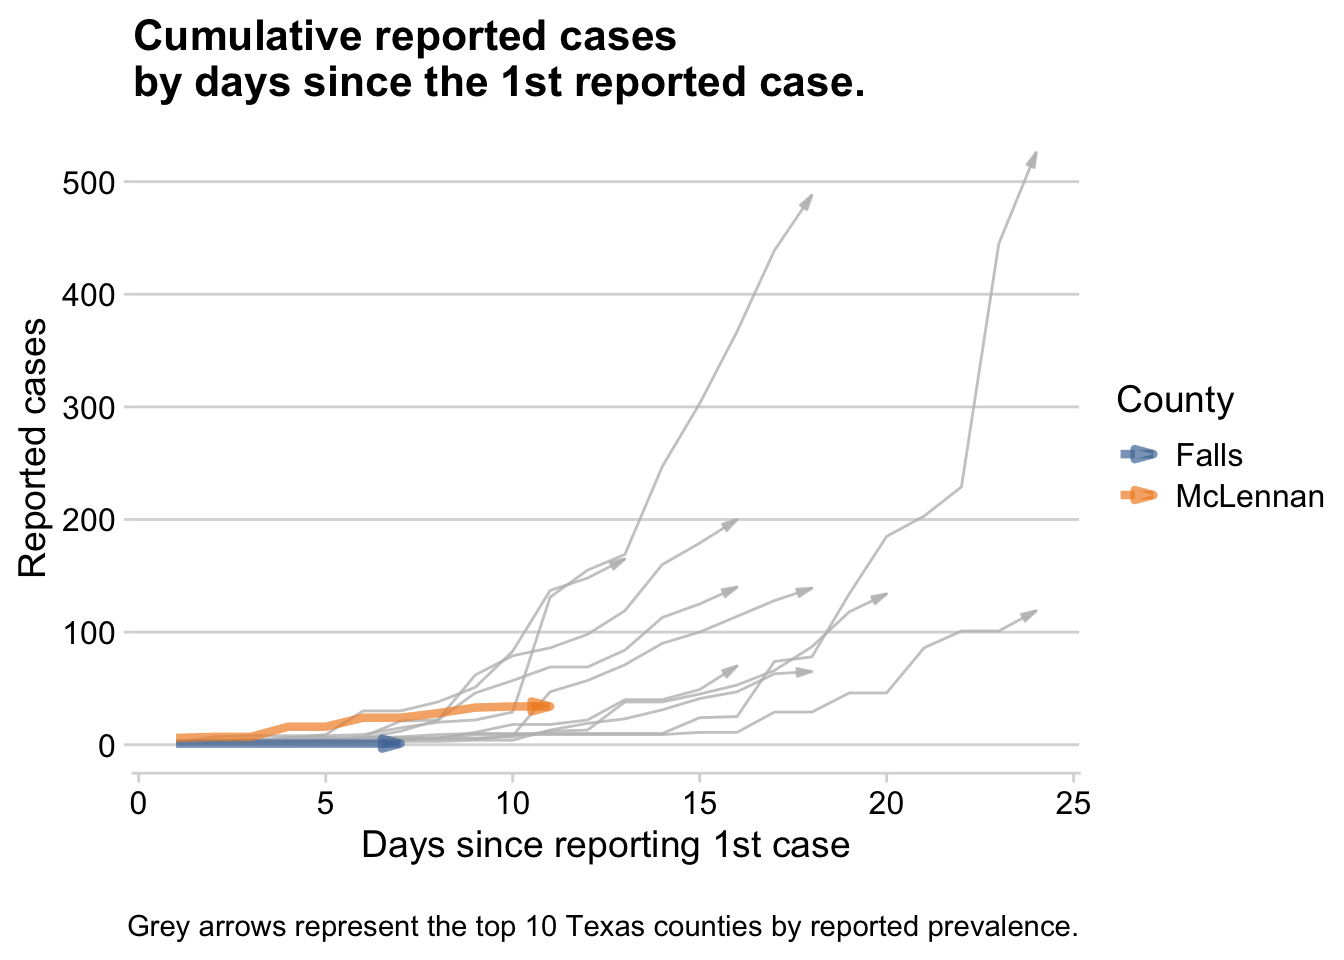 Cumulative reported cases
by days since the 1st reported case.
500
400
300
200
100
0
Reported cases
0 5 10 15 20 25
Days since reporting 1st case
County
Falls
McLennan
Grey arrows represent the top 10 Texas counties by reported prevalence.